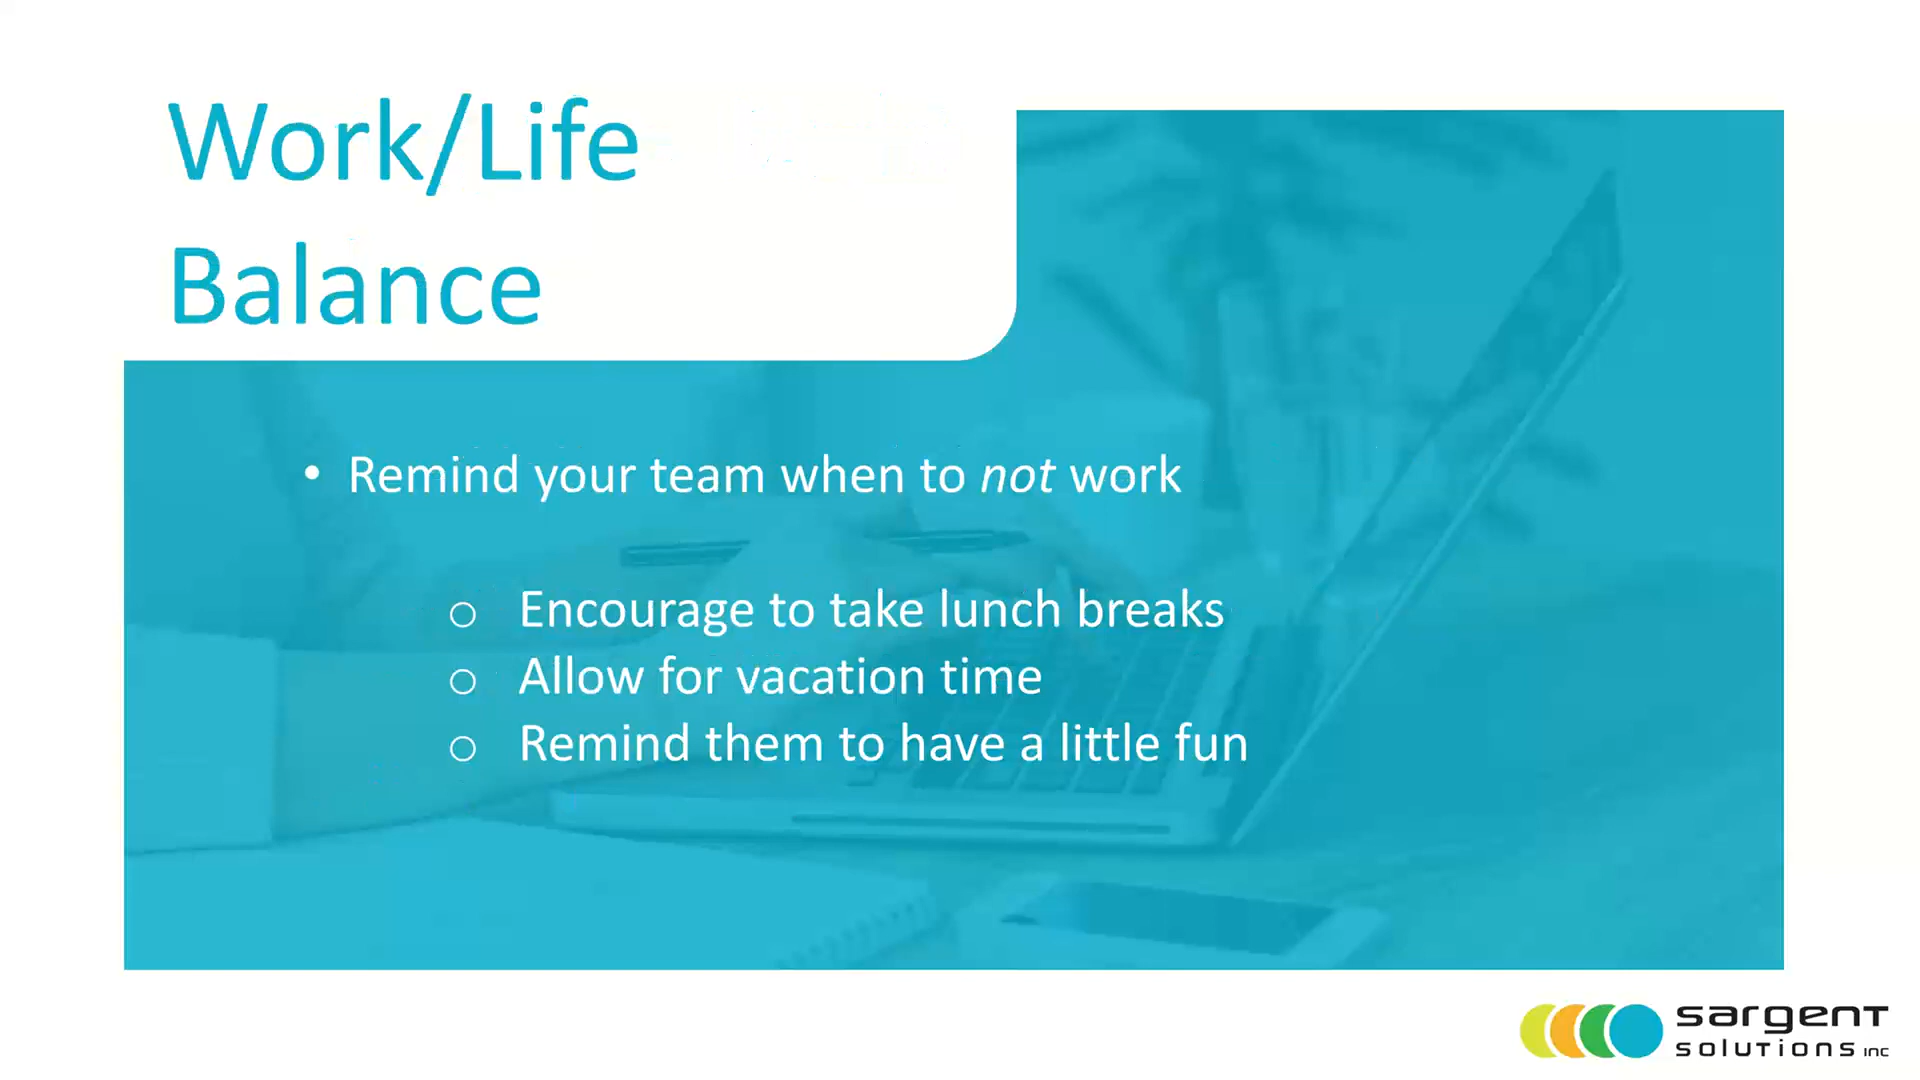 Work/Life
Balance
• Remind your team when to not work
o Encourage to take lunch breaks
o Allow for vacation time
o Remind them to have a little fun
sargent
solutions inc